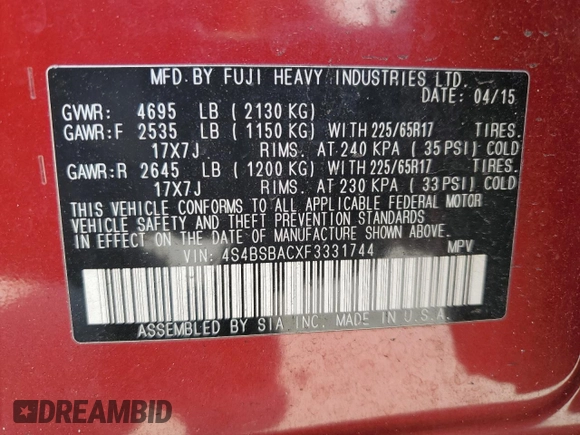 MFD. BY FUJI HEAVY INDUSTRIES LTD.
DATE: 04/15
GVWR: 4695 LB ( 2130 KG)
GAWR:F 2535 LB ( 1150 KG) WITH 225/65R17 TIRES.
17X7J RIMS. AT 240 KPA ( 35 PSI) COLD
GAWR:R 2645 LB ( 1200 KG) WITH 225/65R17 TIRES.
17X7J RIMS. AT 230 KPA ( 33 PSI) COLD
THIS VEHICLE CONFORMS TO ALL APPLICABLE FEDERAL MOTOR
VEHICLE SAFETY AND THEFT PREVENTION STANDARDS
IN EFFECT ON THE DATE OF MANUFACTURE SHOWN ABOVE.
VIN: 4S4BSBACXF3331744 MPV
ASSEMBLED BY SIA INC. MADE IN U.S.A.
DREAMBID